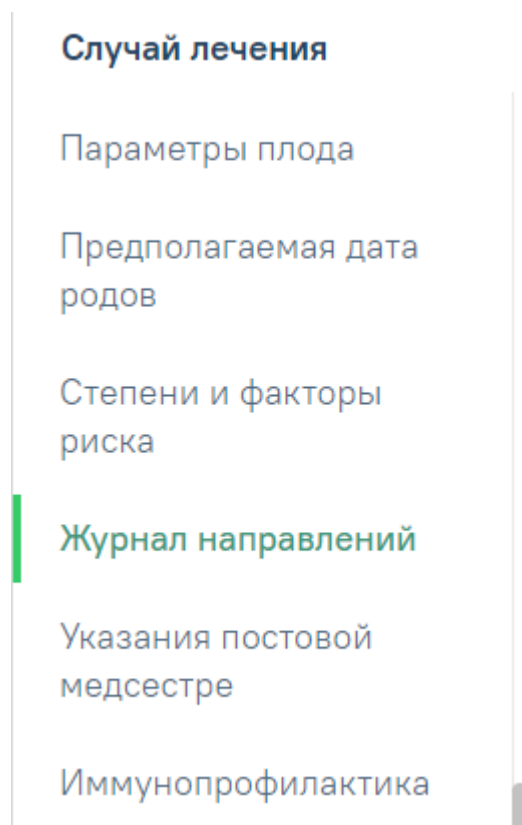 Случай лечения
Параметры плода
Предполагаемая дата
родов
Степени и факторы
риска
Журнал направлений
Указания постовой
медсестре
Иммунопрофилактика